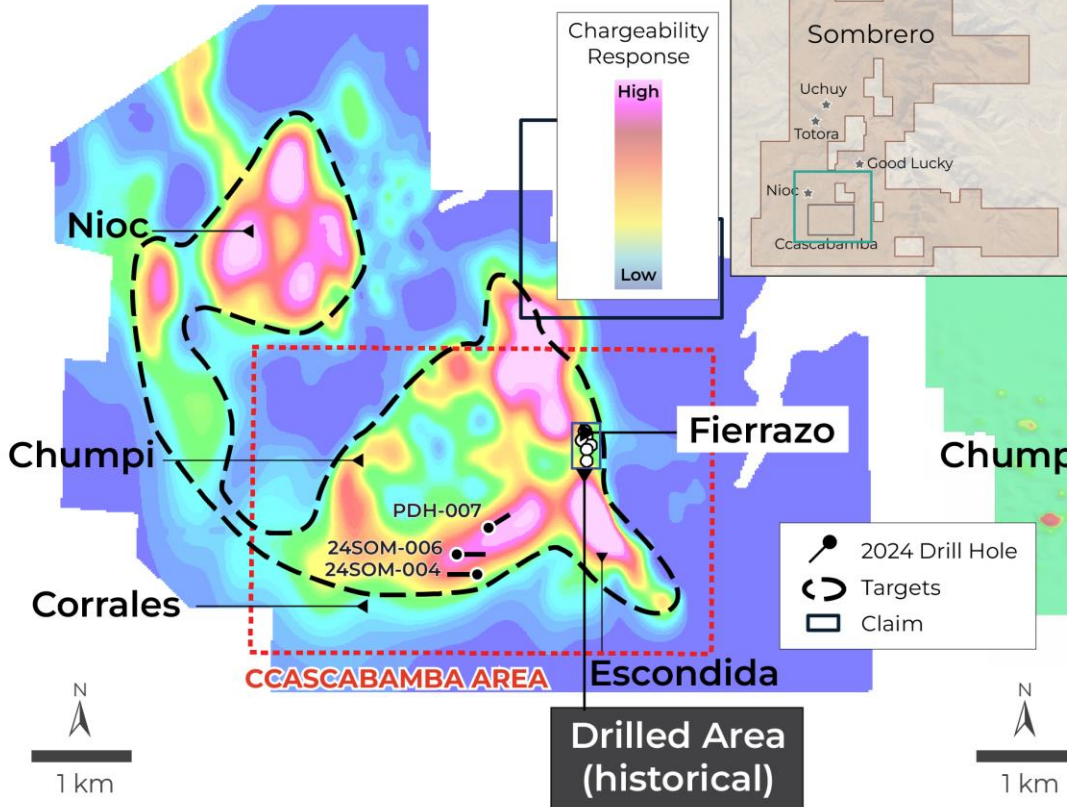 Chargeability
Response
High
Low
Sombrero
Uchuy
Totora
Good Lucky
Nioc
Ccascabamba
Nioc
Chumpi
Fierrazo
Chump
PDH-007
24SOM-006
24SOM-004
Corrales
2024 Drill Hole
Targets
Claim
CCASCABAMBA AREA
Escondida
Drilled Area
(historical)
N
1 km
N
1 km